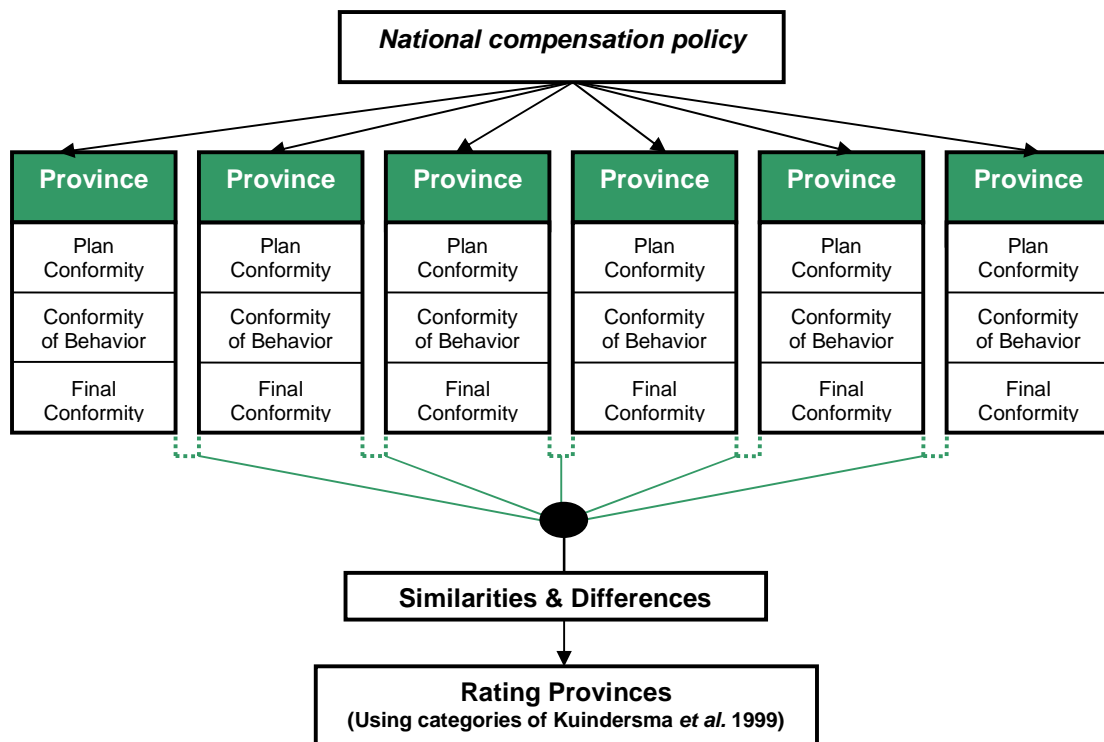 National compensation policy
Province Province Province Province Province Province
Plan Plan Plan Plan Plan Plan
Conformity Conformity Conformity Conformity Conformity Conformity
Conformity Conformity Conformity Conformity Conformity Conformity
of Behavior of Behavior of Behavior of Behavior of Behavior of Behavior
Final Final Final Final Final Final
Conformity Conformity Conformity Conformity Conformity Conformity
Similarities & Differences
Rating Provinces
(Using categories of Kuindersma et al. 1999)